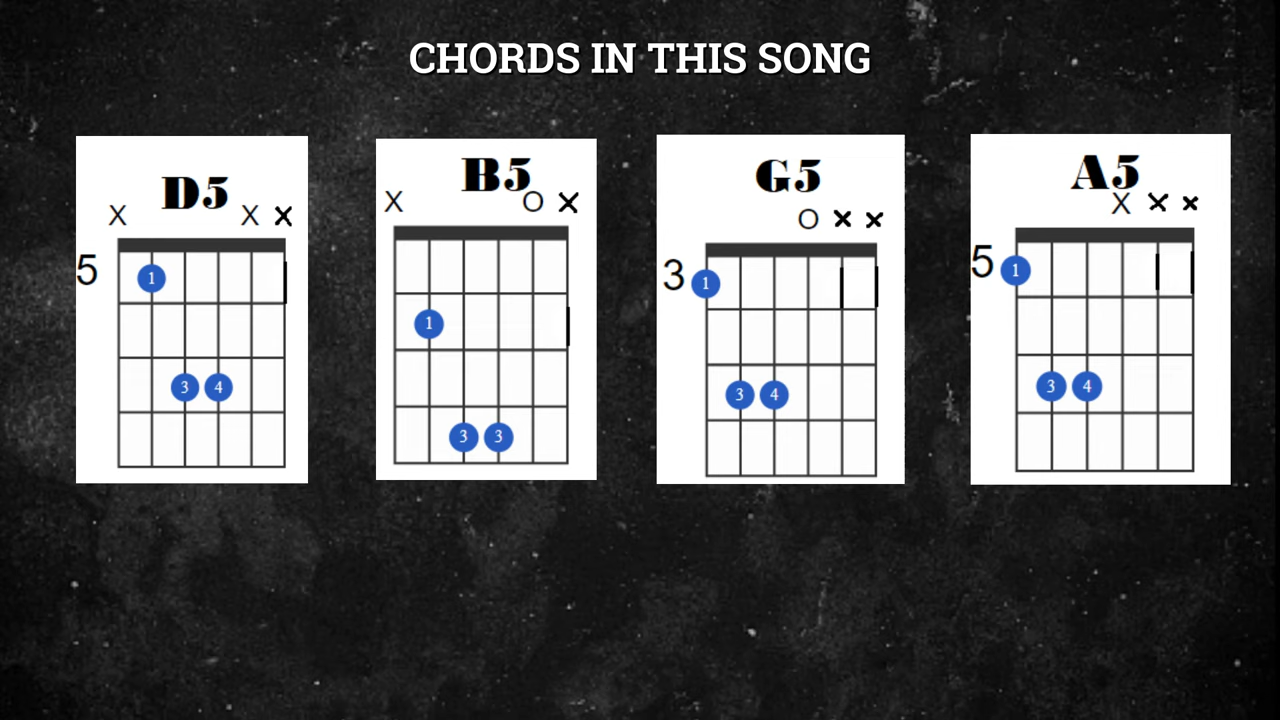 CHORDS IN THIS SONG
D5
X X X
5
1
3 4
B5
X O X
1
3 3
G5
O X X
3
1
3 4
A5
X X X
5
1
3 4